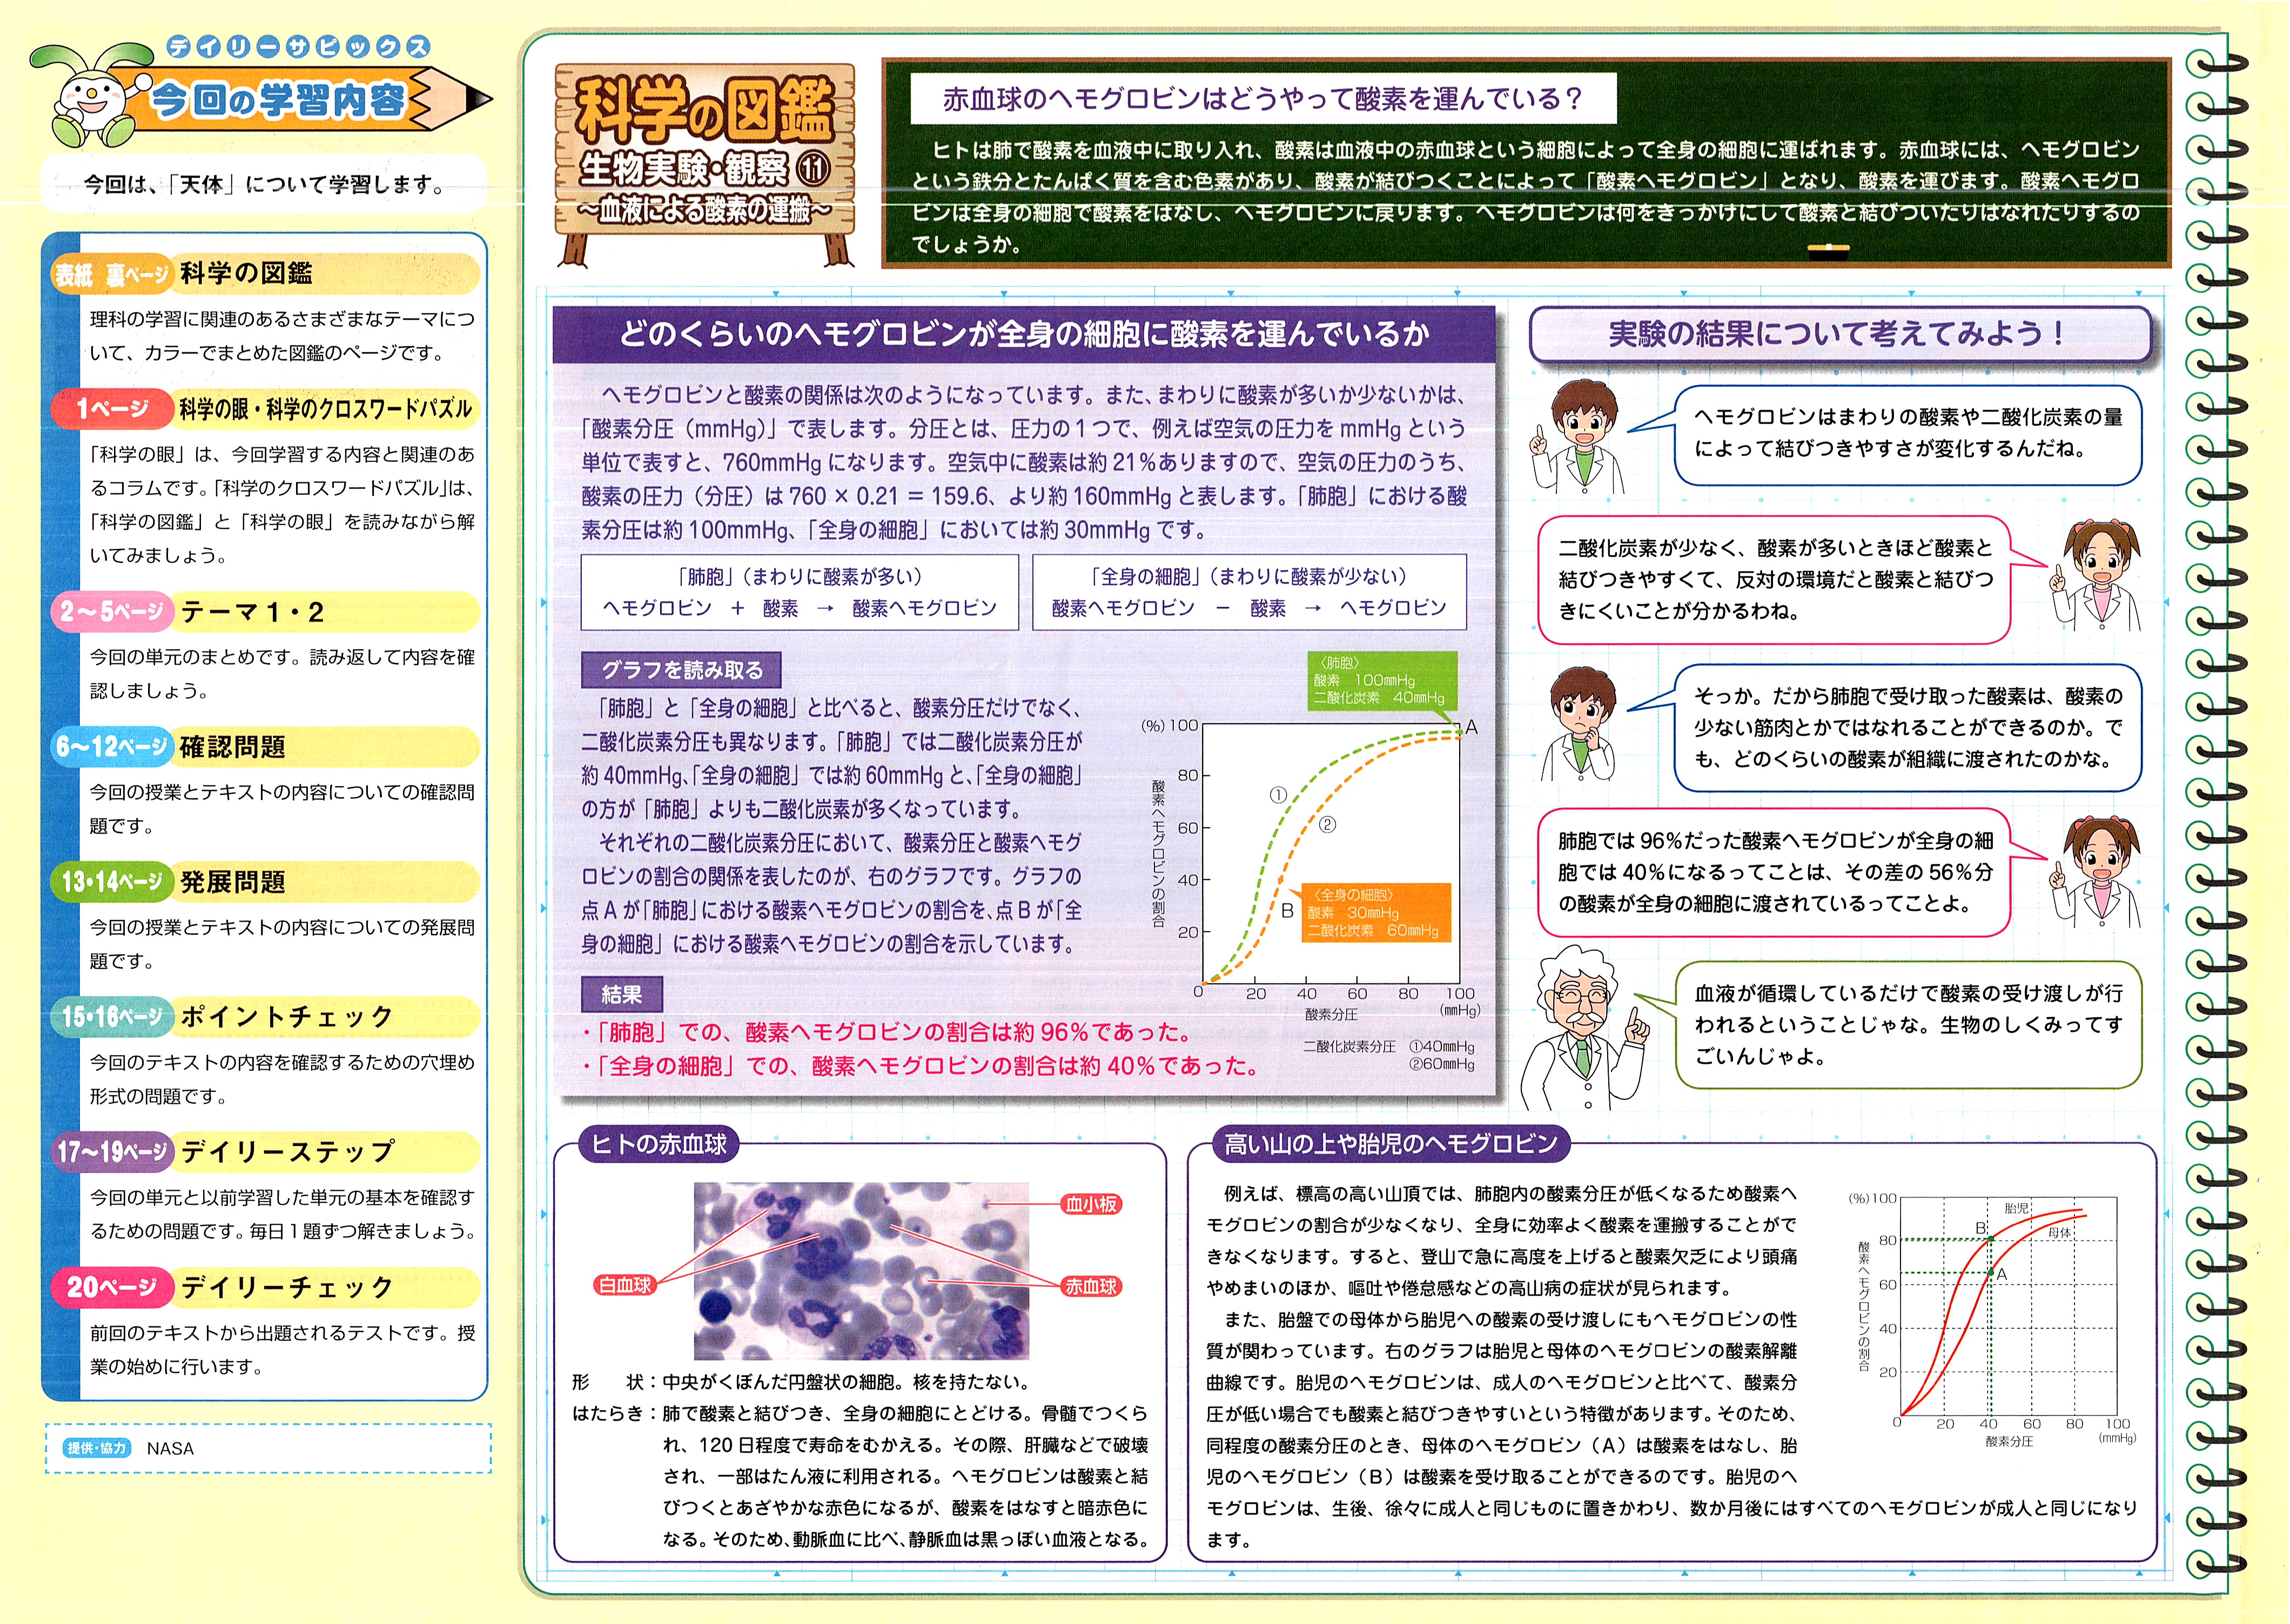 デイリーサピックス
今回の学習内容
今回は、「天体」について学習します。
表紙 裏ページ 科学の図鑑
理科の学習に関連のあるさまざまなテーマにつ
いて、カラーでまとめた図鑑のページです。
1ページ 科学の眼・科学のクロスワードパズル
「科学の眼」は、今回学習する内容と関連のあ
るコラムです。「科学のクロスワードパズル」は、
「科学の図鑑」と「科学の眼」を読みながら解
いてみましょう。
2〜5ページ テーマ1・2
今回の単元のまとめです。読み返して内容を確
認しましょう。
6〜12ページ 確認問題
今回の授業とテキストの内容についての確認問
題です。
13・14ページ 発展問題
今回の授業とテキストの内容についての発展問
題です。
15・16ページ ポイントチェック
今回のテキストの内容を確認するための穴埋め
形式の問題です。
17〜19ページ デイリーステップ
今回の単元と以前学習した単元の基本を確認す
るための問題です。毎日1題ずつ解きましょう。
20ページ デイリーチェック
前回のテキストから出題されるテストです。授
業の始めに行います。
提供・協力 NASA
科学の図鑑
生物実験・観察⑪
〜血液による酸素の運搬〜
赤血球のヘモグロビンはどうやって酸素を運んでいる？
ヒトは肺で酸素を血液中に取り入れ、酸素は血液中の赤血球という細胞によって全身の細胞に運ばれます。赤血球には、ヘモグロビン
という鉄分とたんぱく質を含む色素があり、酸素が結びつくことによって「酸素ヘモグロビン」となり、酸素を運びます。酸素ヘモグロ
ビンは全身の細胞で酸素をはなし、ヘモグロビンに戻ります。ヘモグロビンは何をきっかけにして酸素と結びついたりはなれたりするの
でしょうか。
どのくらいのヘモグロビンが全身の細胞に酸素を運んでいるか
ヘモグロビンと酸素の関係は次のようになっています。また、まわりに酸素が多いか少ないかは、
「酸素分圧（mmHg）」で表します。分圧とは、圧力の1つで、例えば空気の圧力を mmHg という
単位で表すと、760mmHg になります。空気中に酸素は約21％ありますので、空気の圧力のうち、
酸素の圧力（分圧）は 760 × 0.21 ＝ 159.6、より約 160mmHg と表します。「肺胞」における酸
素分圧は約 100mmHg、「全身の細胞」においては約 30mmHg です。
「肺胞」（まわりに酸素が多い）
ヘモグロビン ＋ 酸素 → 酸素ヘモグロビン
「全身の細胞」（まわりに酸素が少ない）
酸素ヘモグロビン － 酸素 → ヘモグロビン
グラフを読み取る
「肺胞」と「全身の細胞」と比べると、酸素分圧だけでなく、
二酸化炭素分圧も異なります。「肺胞」では二酸化炭素分圧が
約 40mmHg、「全身の細胞」では約 60mmHg と、「全身の細胞」
の方が「肺胞」よりも二酸化炭素が多くなっています。
それぞれの二酸化炭素分圧において、酸素分圧と酸素ヘモグ
ロビンの割合の関係を表したのが、右のグラフです。グラフの
点 A が「肺胞」における酸素ヘモグロビンの割合を、点 B が「全
身の細胞」における酸素ヘモグロビンの割合を示しています。
〈肺胞〉
酸素 100mmHg
二酸化炭素 40mmHg
(%) 100
A
80
60
40
20
0
酸素ヘモグロビンの割合
①
②
B
〈全身の細胞〉
酸素 30mmHg
二酸化炭素 60mmHg
20 40 60 80 100
酸素分圧 (mmHg)
二酸化炭素分圧 ①40mmHg
②60mmHg
結果
・「肺胞」での、酸素ヘモグロビンの割合は約 96％であった。
・「全身の細胞」での、酸素ヘモグロビンの割合は約 40％であった。
実験の結果について考えてみよう！
ヘモグロビンはまわりの酸素や二酸化炭素の量
によって結びつきやすさが変化するんだね。
二酸化炭素が少なく、酸素が多いときほど酸素と
結びつきやすくて、反対の環境だと酸素と結びつ
きにくいことが分かるわね。
そっか。だから肺胞で受け取った酸素は、酸素の
少ない筋肉とかではなれることができるのか。で
も、どのくらいの酸素が組織に渡されたのかな。
肺胞では 96％だった酸素ヘモグロビンが全身の細
胞では 40％になるってことは、その差の 56％分
の酸素が全身の細胞に渡されているってことよ。
血液が循環しているだけで酸素の受け渡しが行
われるということじゃな。生物のしくみってす
ごいんじゃよ。
ヒトの赤血球
血小板
白血球
赤血球
形 状：中央がくぼんだ円盤状の細胞。核を持たない。
はたらき：肺で酸素と結びつき、全身の細胞にとどける。骨髄でつくら
れ、120 日程度で寿命をむかえる。その際、肝臓などで破壊
され、一部はたん液に利用される。ヘモグロビンは酸素と結
びつくとあざやかな赤色になるが、酸素をはなすと暗赤色に
なる。そのため、動脈血に比べ、静脈血は黒っぽい血液となる。
高い山の上や胎児のヘモグロビン
例えば、標高の高い山頂では、肺胞内の酸素分圧が低くなるため酸素ヘ
モグロビンの割合が少なくなり、全身に効率よく酸素を運搬することがで
きなくなります。すると、登山で急に高度を上げると酸素欠乏により頭痛
やめまいのほか、嘔吐や倦怠感などの高山病の症状が見られます。
また、胎盤での母体から胎児への酸素の受け渡しにもヘモグロビンの性
質が関わっています。右のグラフは胎児と母体のヘモグロビンの酸素解離
曲線です。胎児のヘモグロビンは、成人のヘモグロビンと比べて、酸素分
圧が低い場合でも酸素と結びつきやすいという特徴があります。そのため、
同程度の酸素分圧のとき、母体のヘモグロビン（A）は酸素をはなし、胎
児のヘモグロビン（B）は酸素を受け取ることができるのです。胎児のヘ
モグロビンは、生後、徐々に成人と同じものに置きかわり、数か月後にはすべてのヘモグロビンが成人と同じになり
ます。
(%) 100
80
60
40
20
0
酸素ヘモグロビンの割合
胎児
母体
B
A
20 40 60 80 100
酸素分圧 (mmHg)